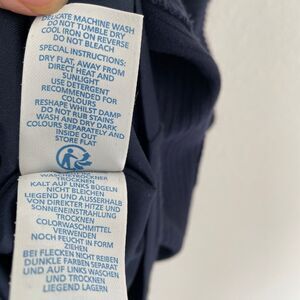 DELICATE MACHINE WASH
DO NOT TUMBLE DRY
COOL IRON ON REVERSE
DO NOT BLEACH
SPECIAL INSTRUCTIONS:
DRY FLAT, AWAY FROM
DIRECT HEAT AND
SUNLIGHT
USE DETERGENT
RECOMMENDED FOR
COLOURS
RESHAPE WHILST DAMP
DO NOT RUB STAINS
WASH AND DRY DARK
COLOURS SEPARATELY AND
INSIDE OUT
STORE FLAT
TROCKNEN
KALT AUF LINKS BÜGELN
NICHT BLEICHEN
LIEGEND UND AUSSERHALB
VON DIREKTER HITZE UND
SONNENEINSTRAHLUNG
TROCKNEN
COLORWASCHMITTEL
VERWENDEN
NOCH FEUCHT IN FORM
ZIEHEN
BEI FLECKEN NICHT REIBEN
DUNKLE FARBEN SEPARAT
UND AUF LINKS WASCHEN
UND TROCKNEN
LIEGEND LAGERN